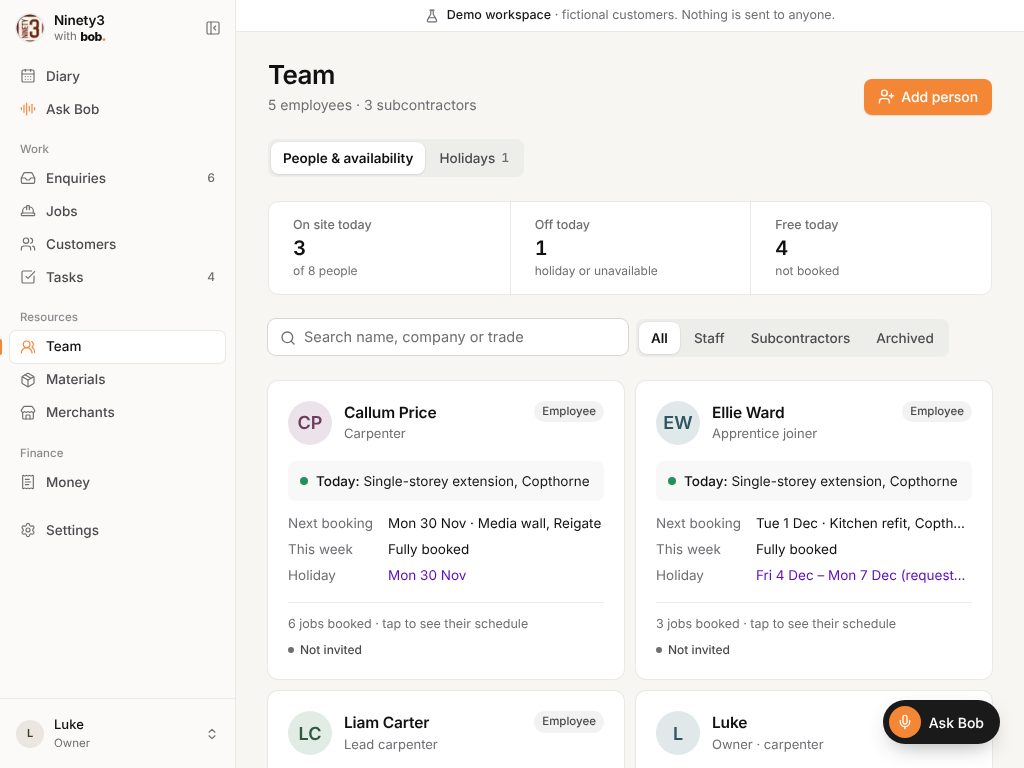 Ninety3
with bob.
Diary
Ask Bob
Work
Enquiries 6
Jobs
Customers
Tasks 4
Resources
Team
Materials
Merchants
Finance
Money
Settings
L
Luke
Owner
Demo workspace · fictional customers. Nothing is sent to anyone.
Team
5 employees · 3 subcontractors
Add person
People & availability
Holidays 1
On site today
3
of 8 people
Off today
1
holiday or unavailable
Free today
4
not booked
Search name, company or trade
All
Staff
Subcontractors
Archived
CP
Callum Price
Employee
Carpenter
Today: Single-storey extension, Copthorne
Next booking Mon 30 Nov · Media wall, Reigate
This week Fully booked
Holiday Mon 30 Nov
6 jobs booked · tap to see their schedule
Not invited
EW
Ellie Ward
Employee
Apprentice joiner
Today: Single-storey extension, Copthorne
Next booking Tue 1 Dec · Kitchen refit, Copth...
This week Fully booked
Holiday Fri 4 Dec – Mon 7 Dec (request...
3 jobs booked · tap to see their schedule
Not invited
LC
Liam Carter
Employee
Lead carpenter
L
Luke
Owner · carpenter
Ask Bob